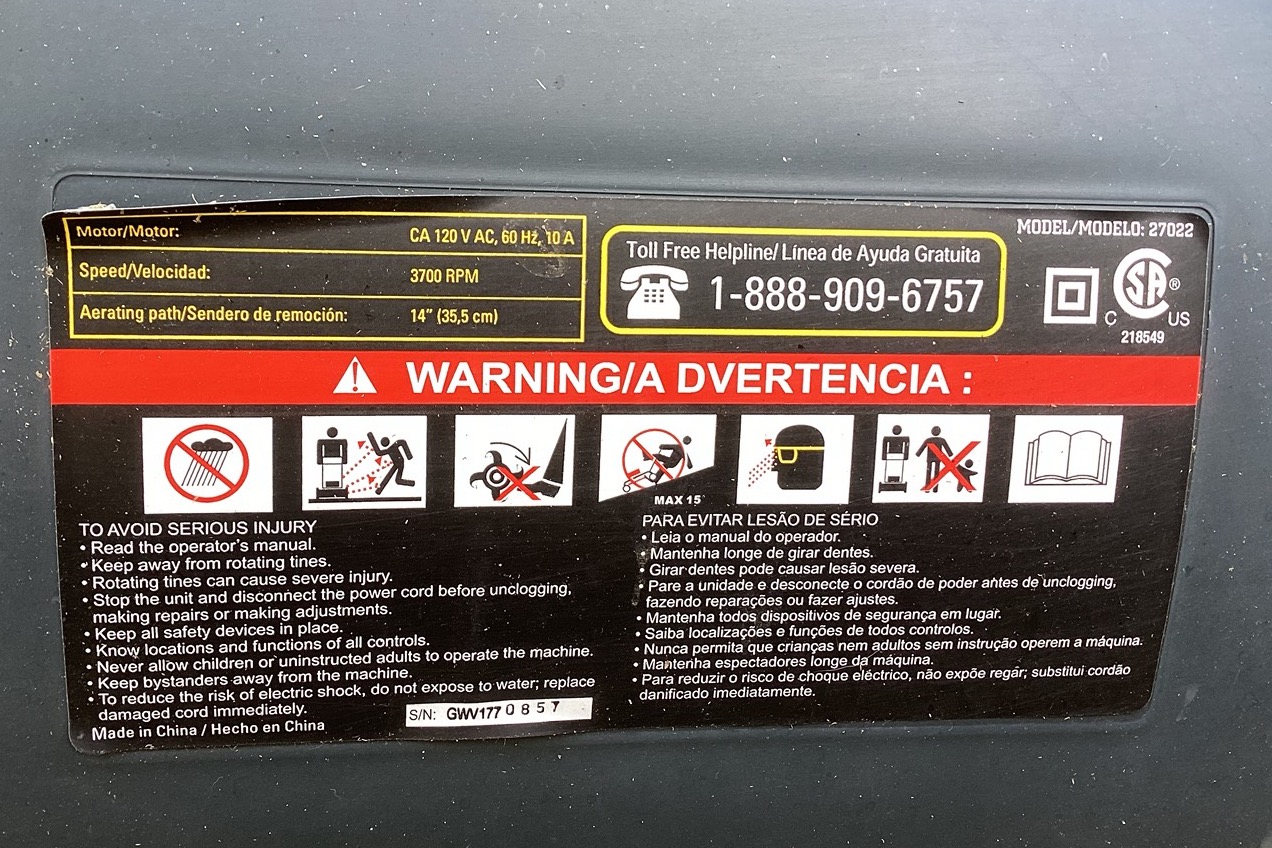 Motor/Motor: CA 120 V AC, 60 Hz, 10 A
Speed/Velocidad: 3700 RPM
Aerating path/Sendero de remoción: 14" (35,5 cm)
Toll Free Helpline/ Línea de Ayuda Gratuita
1-888-909-6757
MODEL/MODELO: 27022
C SA ® US
218549
WARNING/A DVERTENCIA :
MAX 15°
TO AVOID SERIOUS INJURY
• Read the operator's manual.
• Keep away from rotating tines.
• Rotating tines can cause severe injury.
• Stop the unit and disconnect the power cord before unclogging,
making repairs or making adjustments.
• Keep all safety devices in place.
• Know locations and functions of all controls.
• Never allow children or uninstructed adults to operate the machine.
• Keep bystanders away from the machine.
• To reduce the risk of electric shock, do not expose to water; replace
damaged cord immediately.
Made in China / Hecho en China
S/N: GWV177 0 8 5 7
PARA EVITAR LESÃO DE SÉRIO
• Leia o manual do operador.
• Mantenha longe de girar dentes.
• Girar dentes pode causar lesão severa.
• Pare a unidade e desconecte o cordão de poder antes de unclogging,
fazendo reparações ou fazer ajustes.
• Mantenha todos dispositivos de segurança em lugar.
• Saiba localizações e funções de todos controlos.
• Nunca permita que crianças nem adultos sem instrução operem a máquina.
• Mantenha espectadores longe da máquina.
• Para reduzir o risco de choque eléctrico, não expõe regar; substitui cordão
danificado imediatamente.